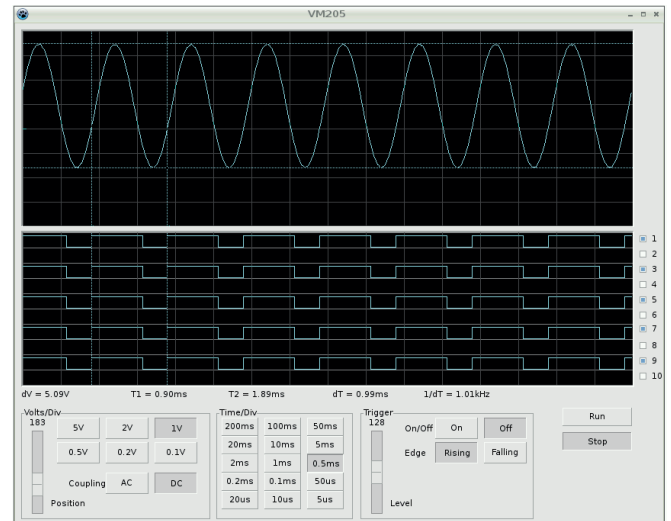 VM205
1
2
3
4
5
6
7
8
9
10
dV = 5.09V T1 = 0.90ms T2 = 1.89ms dT = 0.99ms 1/dT = 1.01kHz
Volts/Div
183
5V 2V 1V
0.5V 0.2V 0.1V
Coupling AC DC
Position
Time/Div
200ms 100ms 50ms
20ms 10ms 5ms
2ms 1ms 0.5ms
0.2ms 0.1ms 50us
20us 10us 5us
Trigger
128
On/Off On Off
Edge Rising Falling
Level
Run
Stop